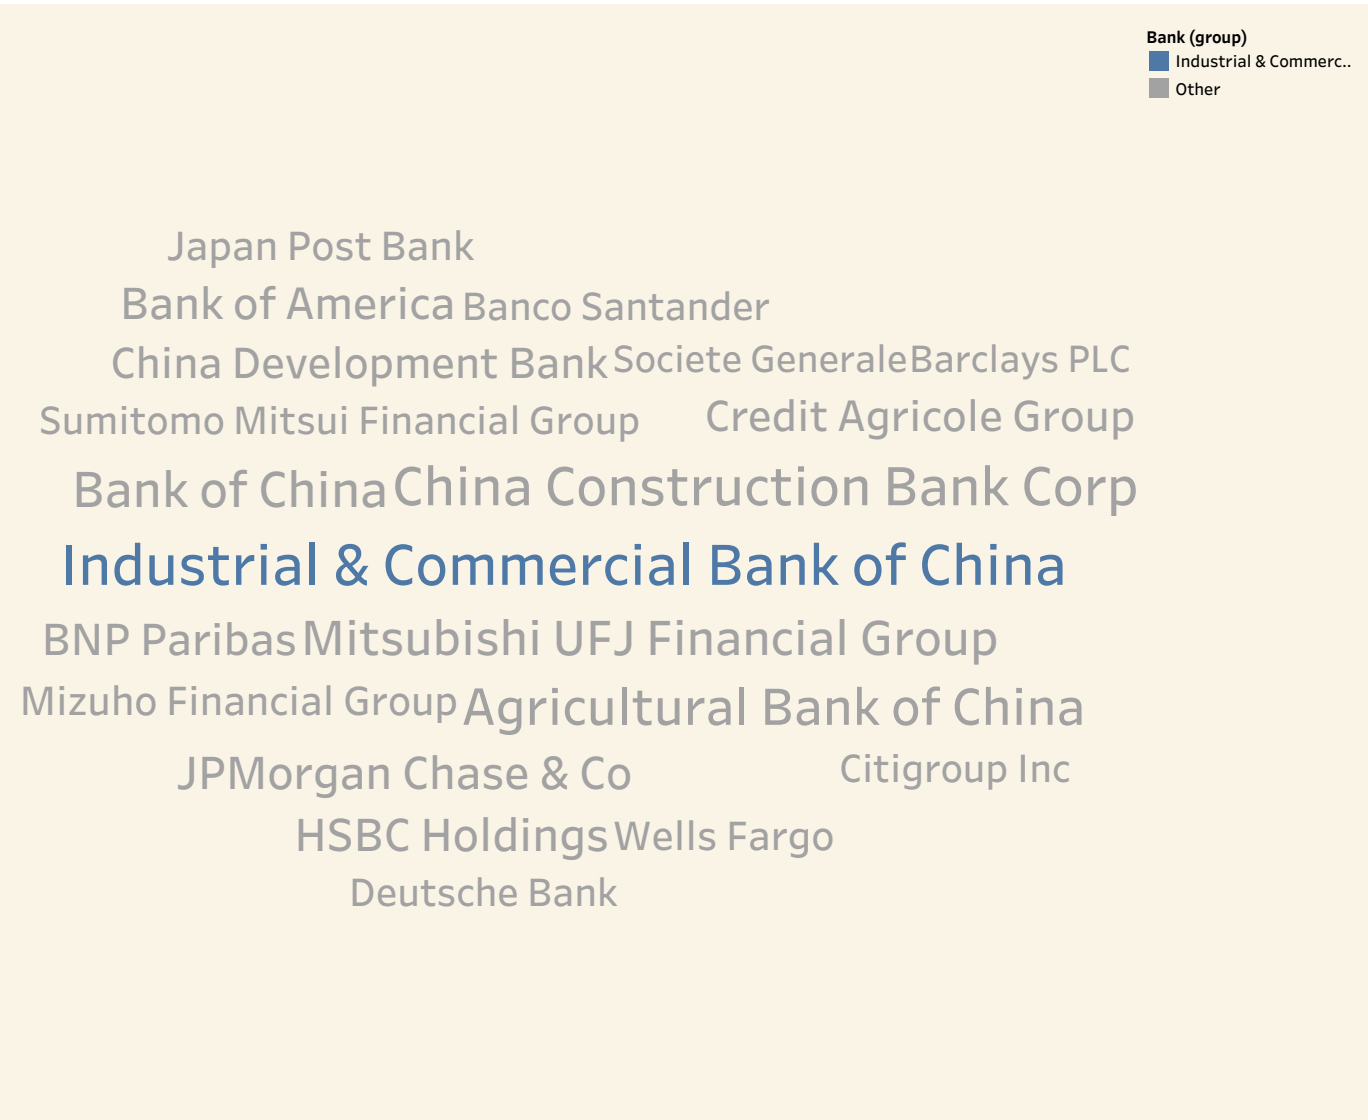 Bank (group)
Industrial & Commerc..
Other
Japan Post Bank
Bank of America Banco Santander
China Development Bank Societe Generale Barclays PLC
Sumitomo Mitsui Financial Group Credit Agricole Group
Bank of China China Construction Bank Corp
Industrial & Commercial Bank of China
BNP Paribas Mitsubishi UFJ Financial Group
Mizuho Financial Group Agricultural Bank of China
JPMorgan Chase & Co Citigroup Inc
HSBC Holdings Wells Fargo
Deutsche Bank